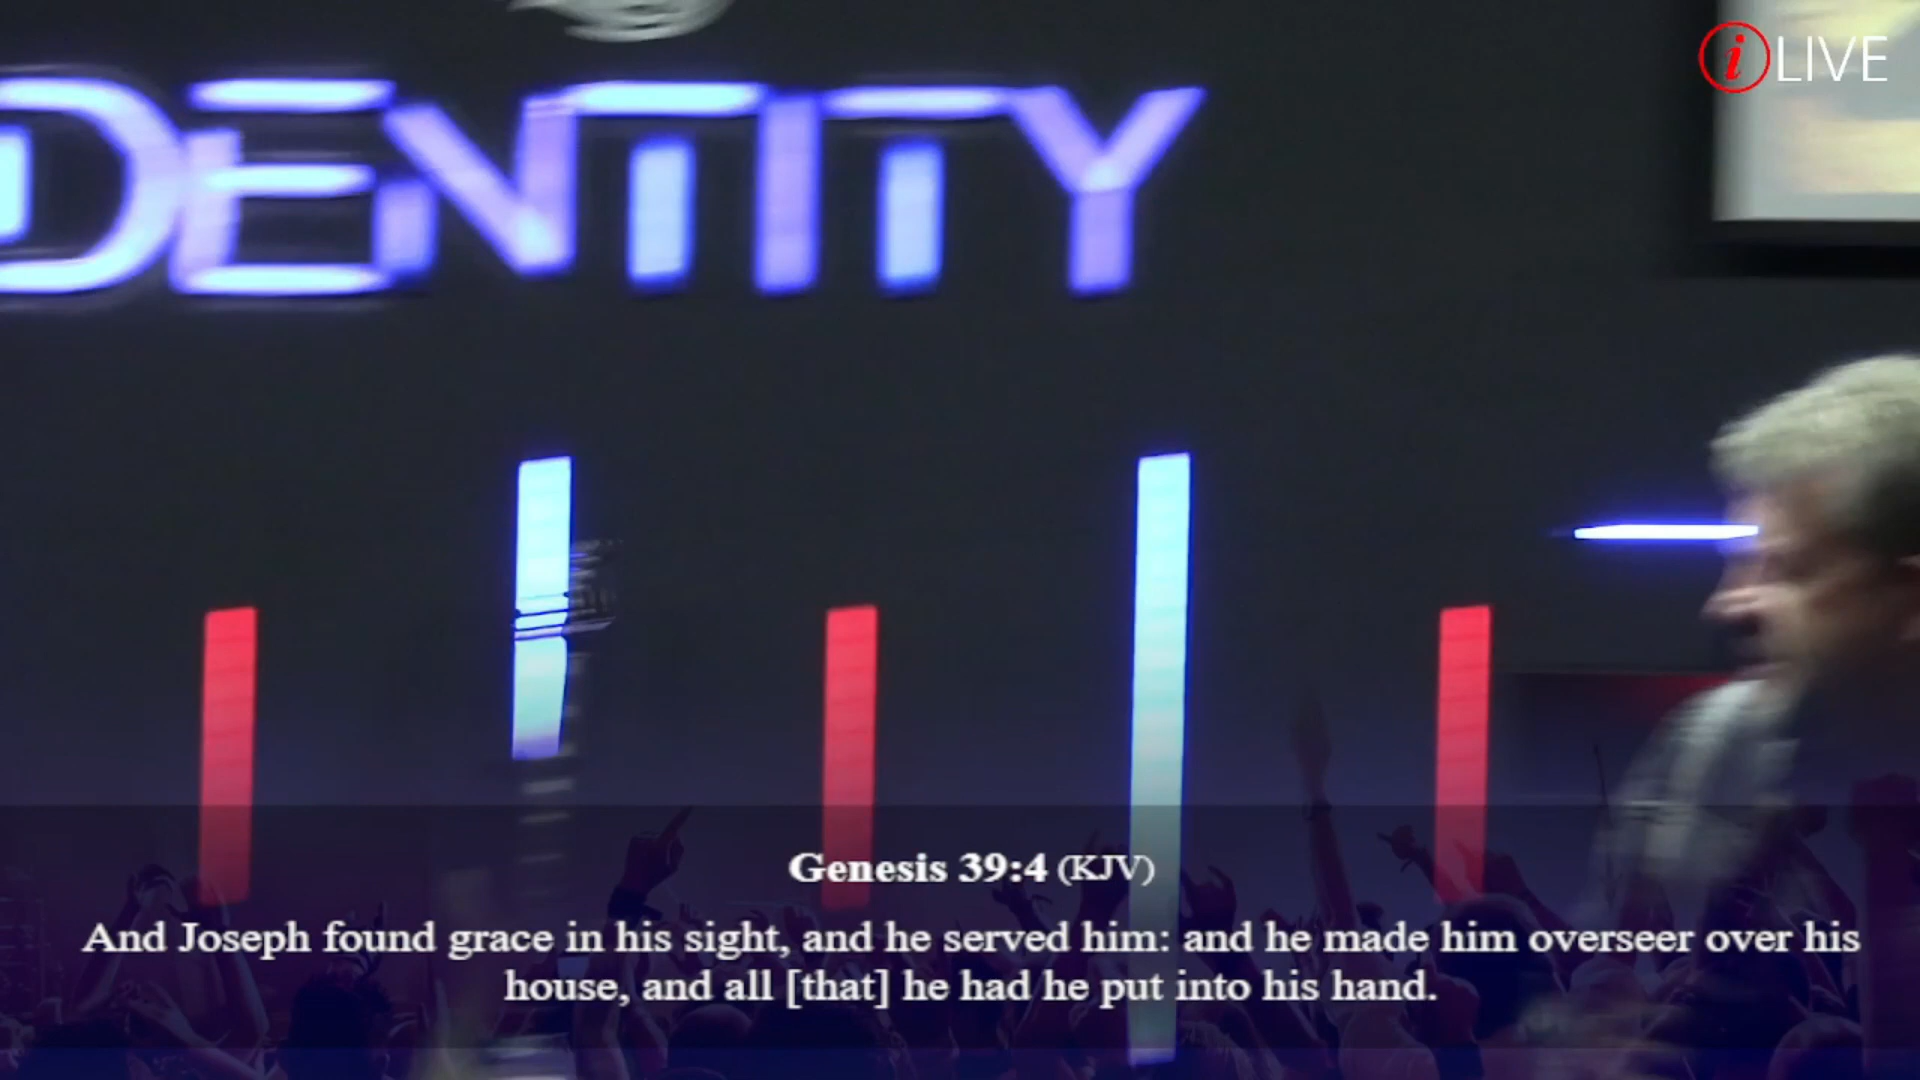 i LIVE
DENTITY
Genesis 39:4 (KJV)
And Joseph found grace in his sight, and he served him: and he made him overseer over his
house, and all [that] he had he put into his hand.